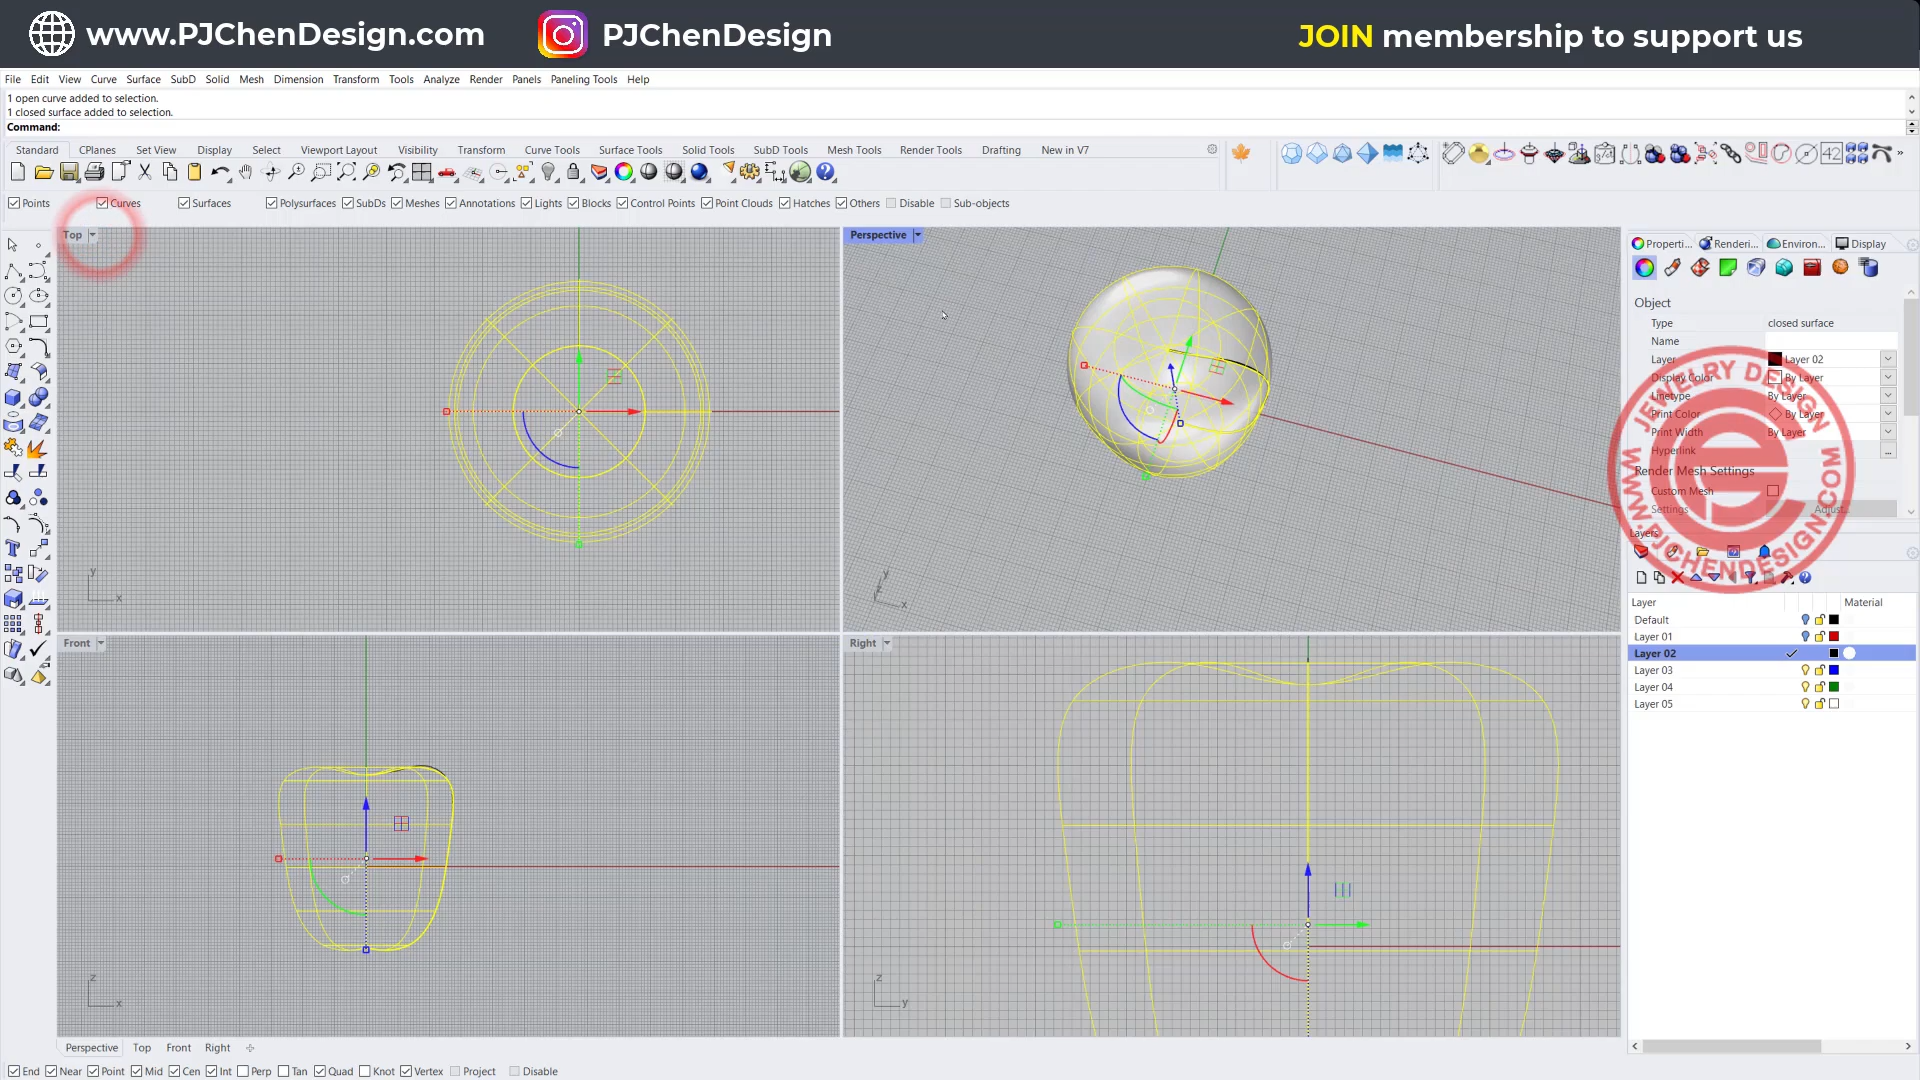 www.PJChenDesign.com PJChenDesign JOIN membership to support us
File Edit View Curve Surface SubD Solid Mesh Dimension Transform Tools Analyze Render Panels Paneling Tools Help
1 open curve added to selection.
1 closed surface added to selection.
Command:
Standard CPlanes Set View Display Select Viewport Layout Visibility Transform Curve Tools Surface Tools Solid Tools SubD Tools Mesh Tools Render Tools Drafting New in V7
Points Curves Surfaces Polysurfaces SubDs Meshes Annotations Lights Blocks Control Points Point Clouds Hatches Others Disable Sub-objects
Top
Perspective
Properti... Renderi... Environ... Display
Object
Type closed surface
Name
Layer Layer 02
Display Color By Layer
Linetype By Layer
Print Color By Layer
Print Width By Layer
Hyperlink ...
Render Mesh Settings
Custom Mesh
Settings Adjust...
JEWELRY DESIGN
WWW.PJCHENDESIGN.COM
Layers
Layer Material
Default
Layer 01
Layer 02
Layer 03
Layer 04
Layer 05
y
x
y
x
Front
Right
z
x
z
y
Perspective Top Front Right
End Near Point Mid Cen Int Perp Tan Quad Knot Vertex Project Disable